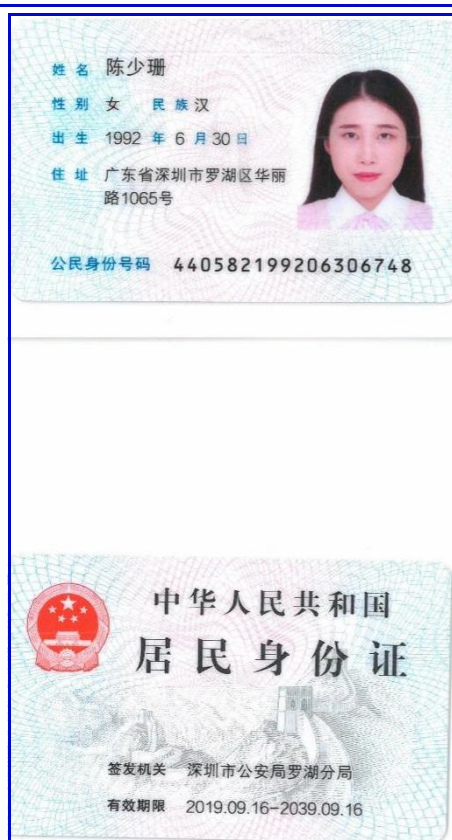 姓名 陈少珊
性别 女 民族 汉
出生 1992 年 6 月 30 日
住址 广东省深圳市罗湖区华丽
路1065号
公民身份号码 440582199206306748
中华人民共和国
居民身份证
签发机关 深圳市公安局罗湖分局
有效期限 2019.09.16-2039.09.16